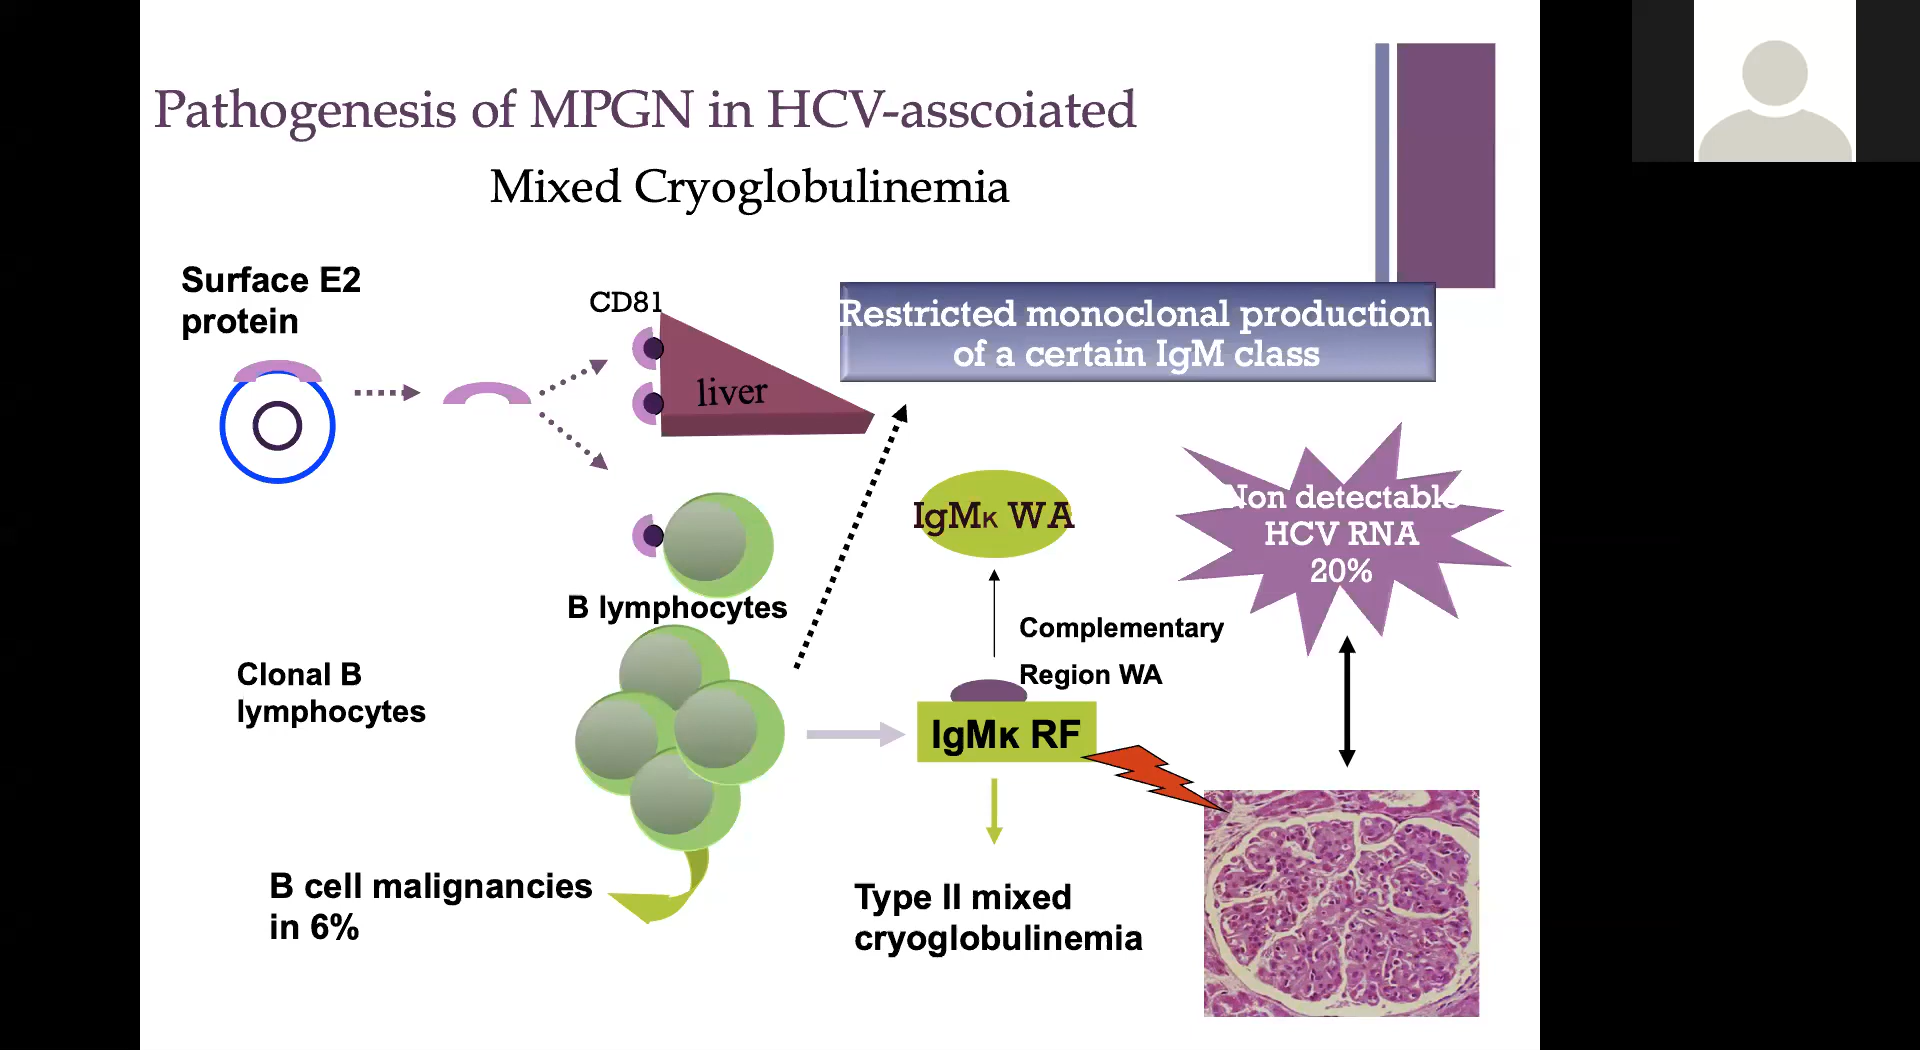 Pathogenesis of MPGN in HCV-asscoiated
Mixed Cryoglobulinemia
Surface E2
protein
CD81
liver
Restricted monoclonal production
of a certain IgM class
B lymphocytes
IgMκ WA
Non detectable
HCV RNA
20%
Complementary
Region WA
Clonal B
lymphocytes
IgMκ RF
B cell malignancies
in 6%
Type II mixed
cryoglobulinemia